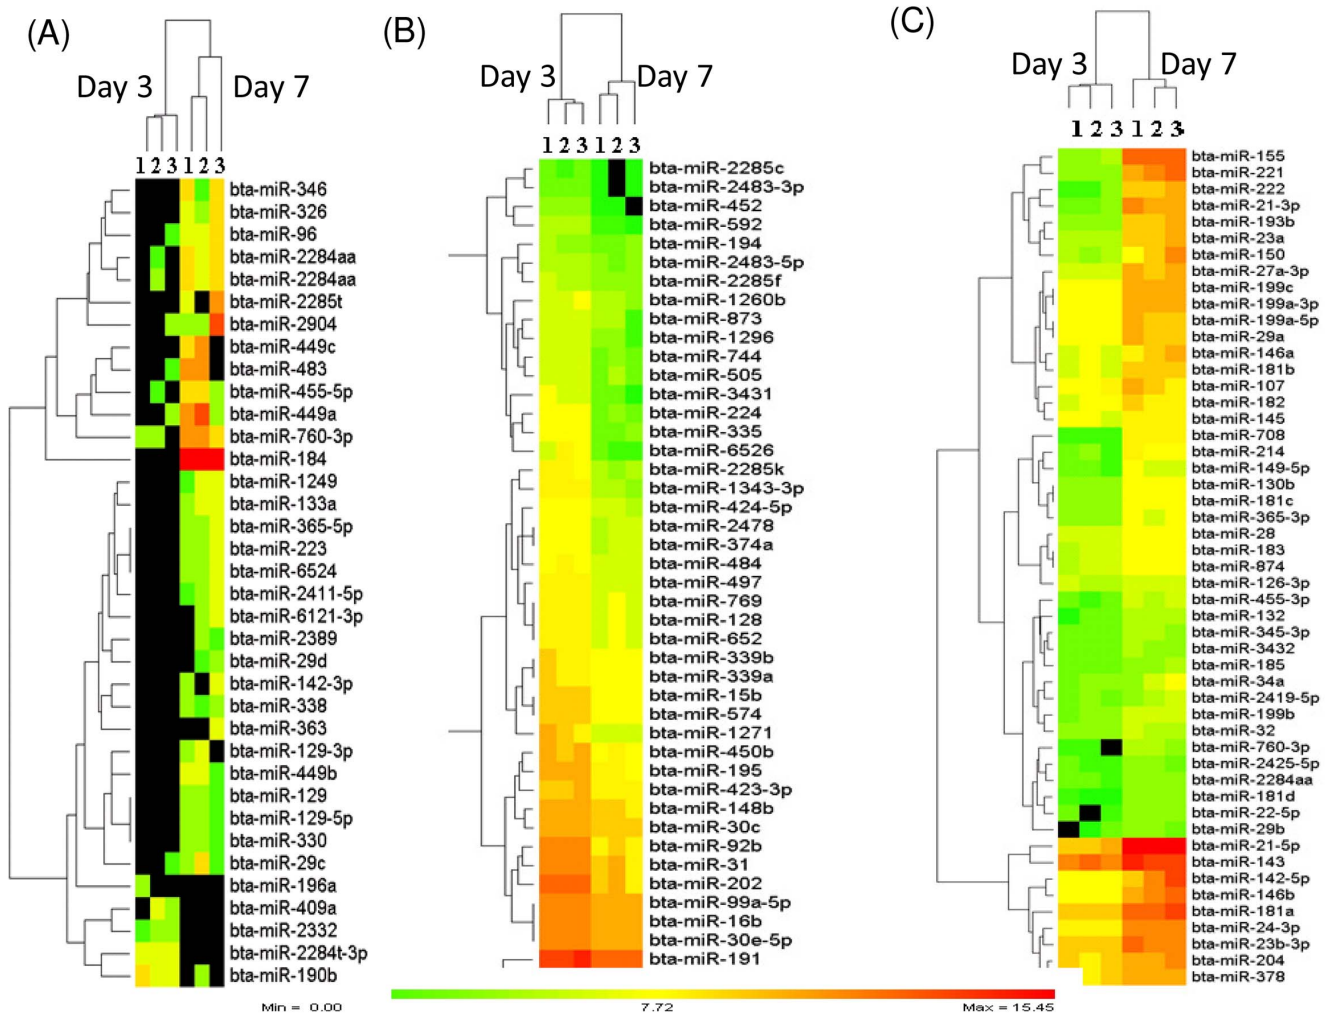 (A)
Day 3
Day 7
1 2 3 1 2 3
bta-miR-346
bta-miR-326
bta-miR-96
bta-miR-2284aa
bta-miR-2284aa
bta-miR-2285t
bta-miR-2904
bta-miR-449c
bta-miR-483
bta-miR-455-5p
bta-miR-449a
bta-miR-760-3p
bta-miR-184
bta-miR-1249
bta-miR-133a
bta-miR-365-5p
bta-miR-223
bta-miR-6524
bta-miR-2411-5p
bta-miR-6121-3p
bta-miR-2389
bta-miR-29d
bta-miR-142-3p
bta-miR-338
bta-miR-363
bta-miR-129-3p
bta-miR-449b
bta-miR-129
bta-miR-129-5p
bta-miR-330
bta-miR-29c
bta-miR-196a
bta-miR-409a
bta-miR-2332
bta-miR-2284t-3p
bta-miR-190b
(B)
Day 3
Day 7
1 2 3 1 2 3
bta-miR-2285c
bta-miR-2483-3p
bta-miR-452
bta-miR-592
bta-miR-194
bta-miR-2483-5p
bta-miR-2285f
bta-miR-1260b
bta-miR-873
bta-miR-1296
bta-miR-744
bta-miR-505
bta-miR-3431
bta-miR-224
bta-miR-335
bta-miR-6526
bta-miR-2285k
bta-miR-1343-3p
bta-miR-424-5p
bta-miR-2478
bta-miR-374a
bta-miR-484
bta-miR-497
bta-miR-769
bta-miR-128
bta-miR-652
bta-miR-339b
bta-miR-339a
bta-miR-15b
bta-miR-574
bta-miR-1271
bta-miR-450b
bta-miR-195
bta-miR-423-3p
bta-miR-148b
bta-miR-30c
bta-miR-92b
bta-miR-31
bta-miR-202
bta-miR-99a-5p
bta-miR-16b
bta-miR-30e-5p
bta-miR-191
(C)
Day 3
Day 7
1 2 3 1 2 3
bta-miR-155
bta-miR-221
bta-miR-222
bta-miR-21-3p
bta-miR-193b
bta-miR-23a
bta-miR-150
bta-miR-27a-3p
bta-miR-199c
bta-miR-199a-3p
bta-miR-199a-5p
bta-miR-29a
bta-miR-146a
bta-miR-181b
bta-miR-107
bta-miR-182
bta-miR-145
bta-miR-708
bta-miR-214
bta-miR-149-5p
bta-miR-130b
bta-miR-181c
bta-miR-365-3p
bta-miR-28
bta-miR-183
bta-miR-874
bta-miR-126-3p
bta-miR-455-3p
bta-miR-132
bta-miR-345-3p
bta-miR-3432
bta-miR-185
bta-miR-34a
bta-miR-2419-5p
bta-miR-199b
bta-miR-32
bta-miR-760-3p
bta-miR-2425-5p
bta-miR-2284aa
bta-miR-181d
bta-miR-22-5p
bta-miR-29b
bta-miR-21-5p
bta-miR-143
bta-miR-142-5p
bta-miR-146b
bta-miR-181a
bta-miR-24-3p
bta-miR-23b-3p
bta-miR-204
bta-miR-378
Min = 0.00
7.72
Max = 15.45